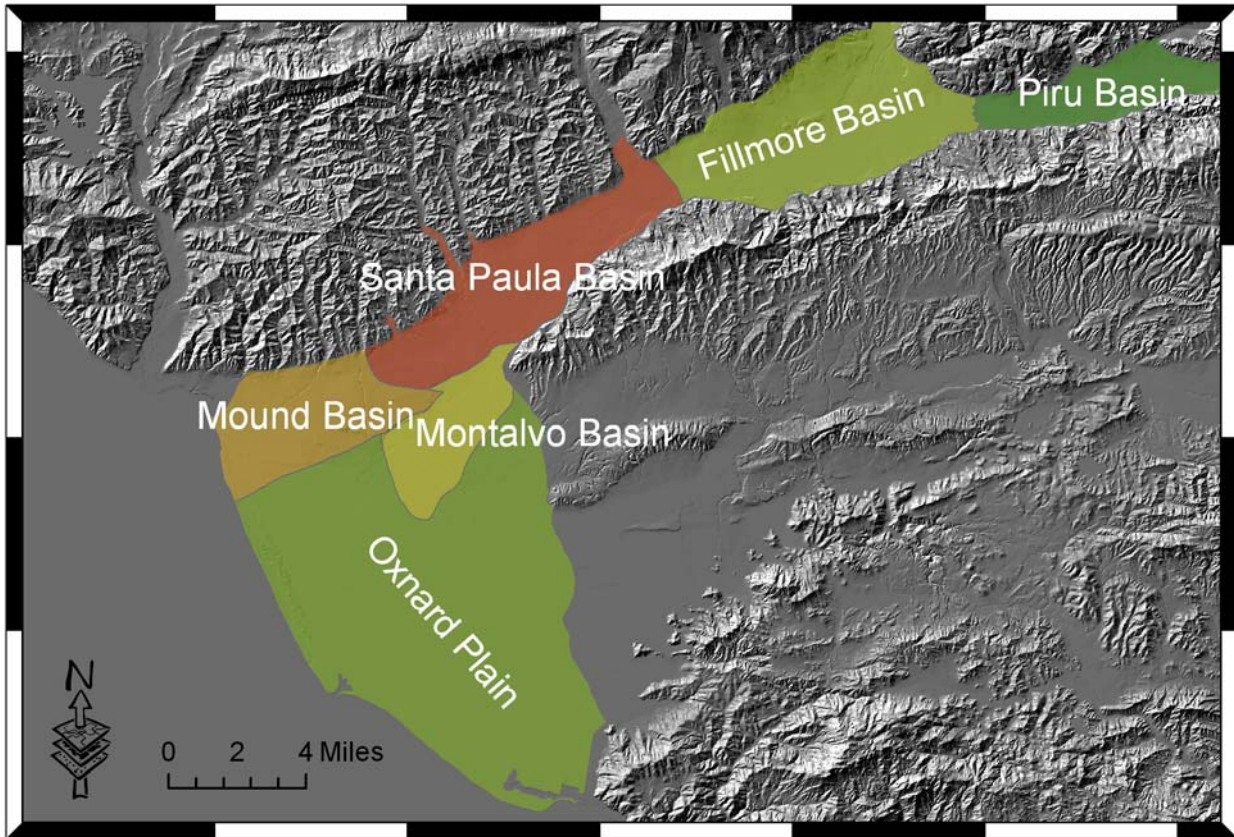 Piru Basin
Fillmore Basin
Santa Paula Basin
Mound Basin
Montalvo Basin
Oxnard Plain
N
0 2 4 Miles